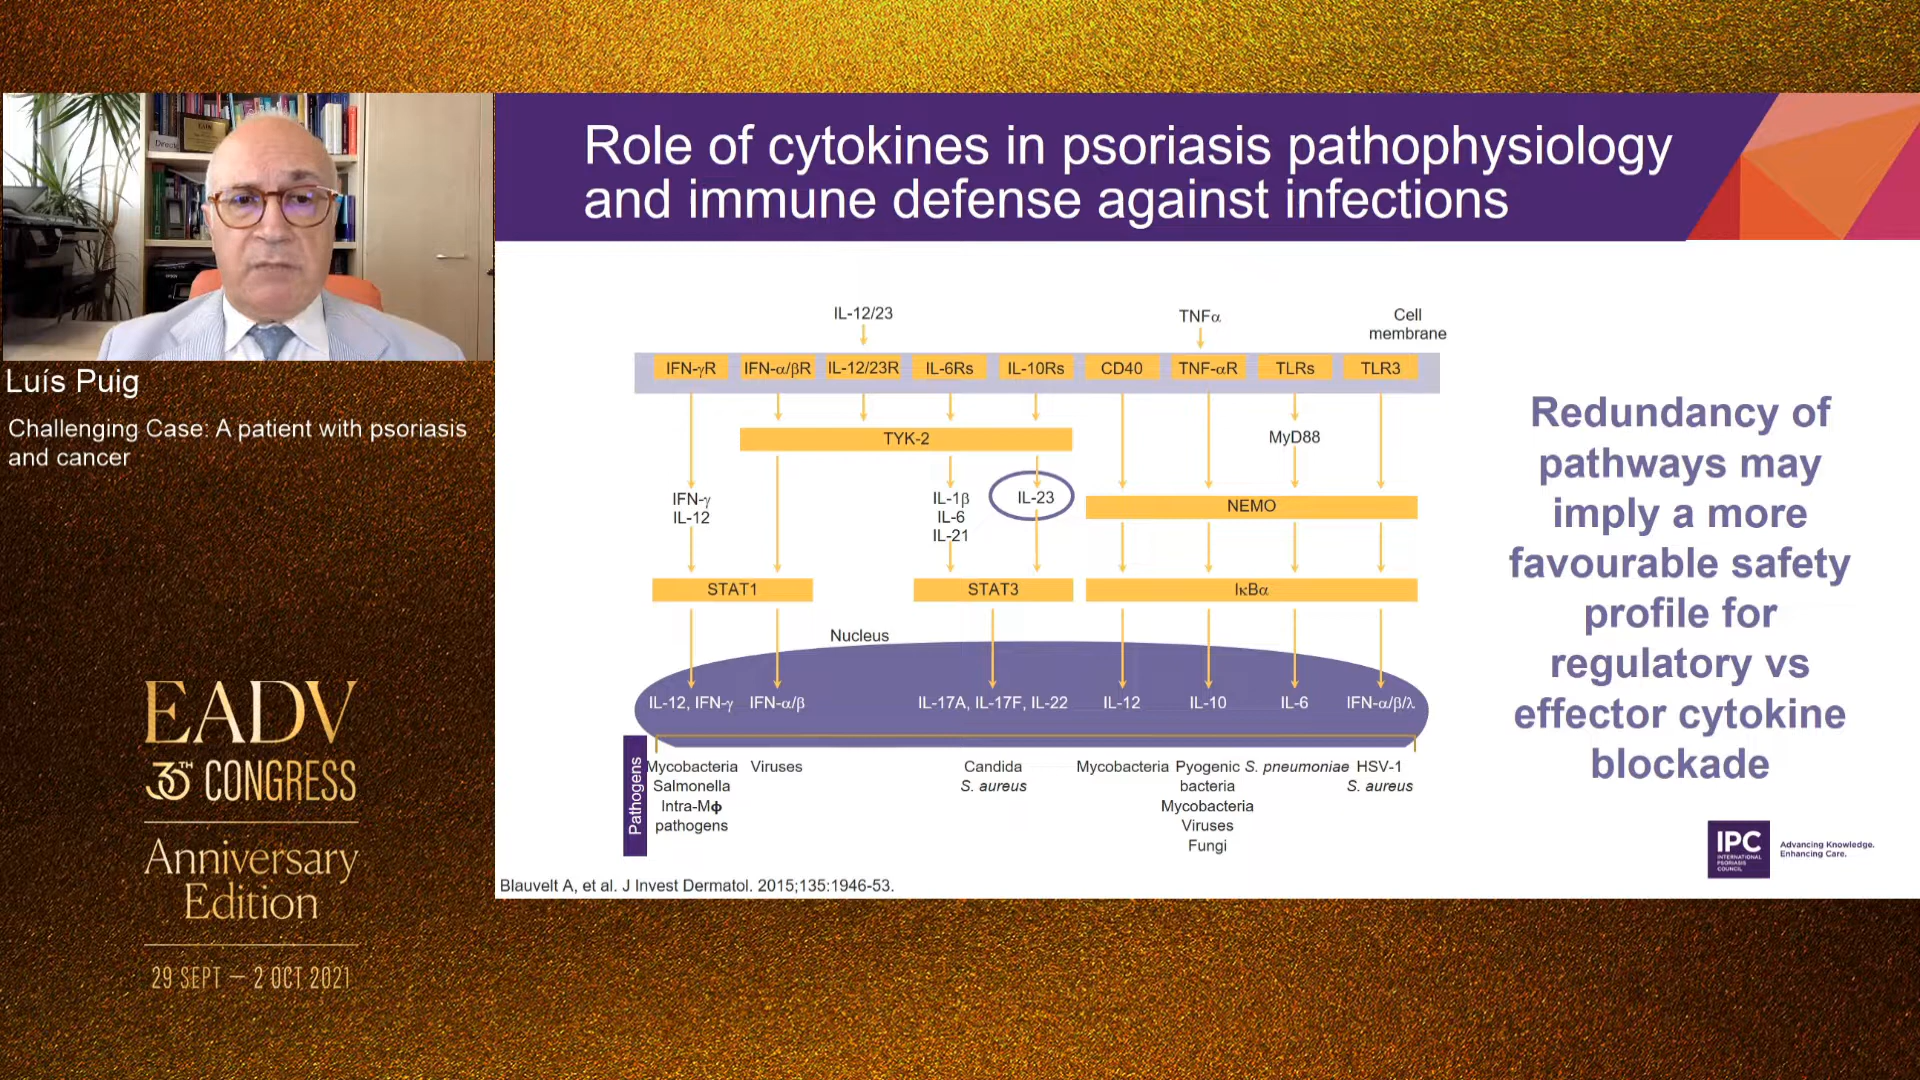 Role of cytokines in psoriasis pathophysiology
and immune defense against infections
Luís Puig
Challenging Case: A patient with psoriasis
and cancer
EADV
30TH CONGRESS
Anniversary
Edition
29 SEPT — 2 OCT 2021
IL-12/23
TNFα
Cell
membrane
IFN-γR IFN-α/βR IL-12/23R IL-6Rs IL-10Rs CD40 TNF-αR TLRs TLR3
TYK-2
MyD88
IFN-γ
IL-12
IL-1β
IL-6
IL-21
IL-23
NEMO
STAT1
STAT3
IκBα
Nucleus
IL-12, IFN-γ IFN-α/β IL-17A, IL-17F, IL-22 IL-12 IL-10 IL-6 IFN-α/β/λ
Pathogens
Mycobacteria
Salmonella
Intra-Mϕ
pathogens
Viruses
Candida
S. aureus
Mycobacteria
Pyogenic
bacteria
Mycobacteria
Viruses
Fungi
S. pneumoniae
HSV-1
S. aureus
Redundancy of
pathways may
imply a more
favourable safety
profile for
regulatory vs
effector cytokine
blockade
IPC
INTERNATIONAL
PSORIASIS
COUNCIL
Advancing Knowledge.
Enhancing Care.
Blauvelt A, et al. J Invest Dermatol. 2015;135:1946-53.